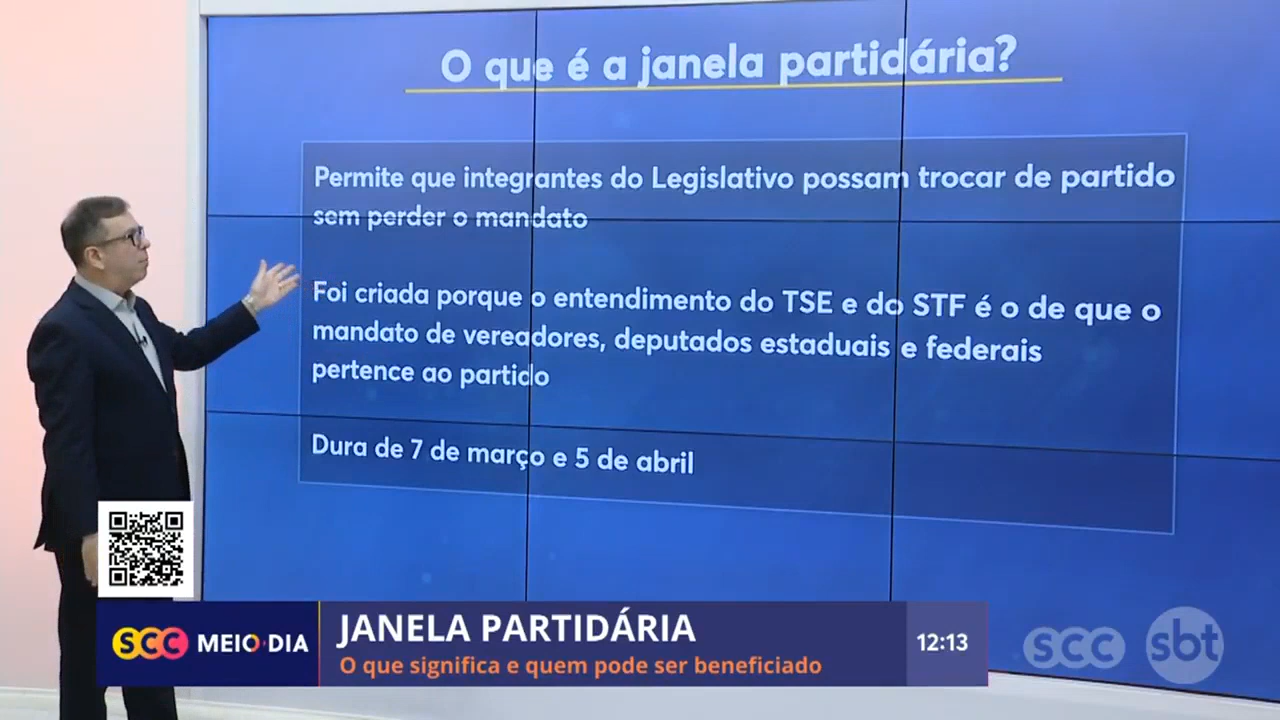 O que é a janela partidária?
Permite que integrantes do Legislativo possam trocar de partido
sem perder o mandato
Foi criada porque o entendimento do TSE e do STF é o de que o
mandato de vereadores, deputados estaduais e federais
pertence ao partido
Dura de 7 de março e 5 de abril
SCC MEIO-DIA
JANELA PARTIDÁRIA
O que significa e quem pode ser beneficiado
12:13
scc sbt